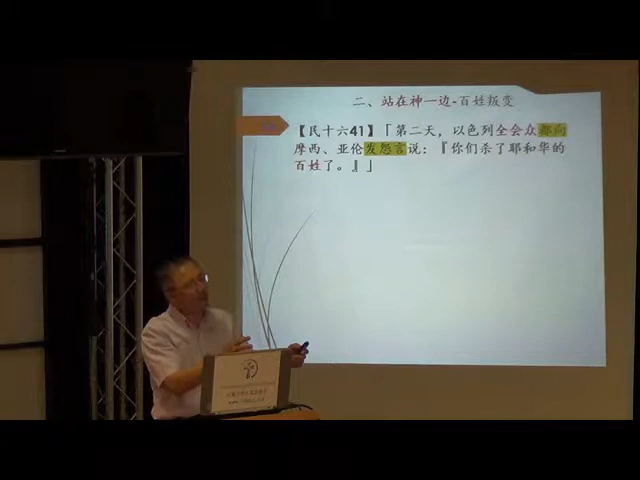 二、站在神一边-百姓叛变
【民十六41】「第二天，以色列全会众都向
摩西、亚伦发怨言说：『你们杀了耶和华的
百姓了。』」